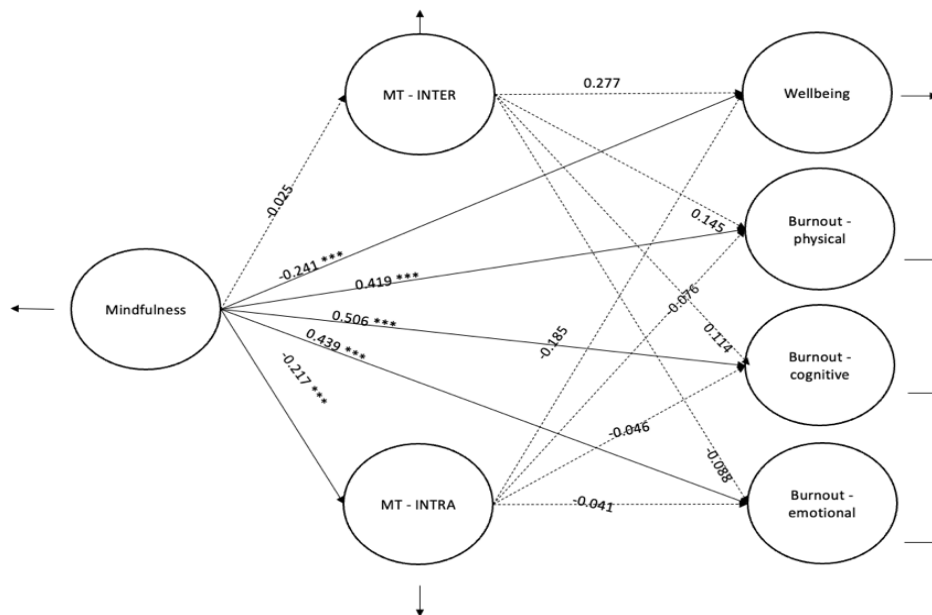 MT - INTER
0.277
Wellbeing
-0.025
0.145
Burnout -
physical
-0.241 ***
0.419 ***
-0.076
Mindfulness
0.506 ***
0.114
0.439 ***
-0.185
Burnout -
cognitive
-0.217 ***
-0.046
-0.088
MT - INTRA
-0.041
Burnout -
emotional